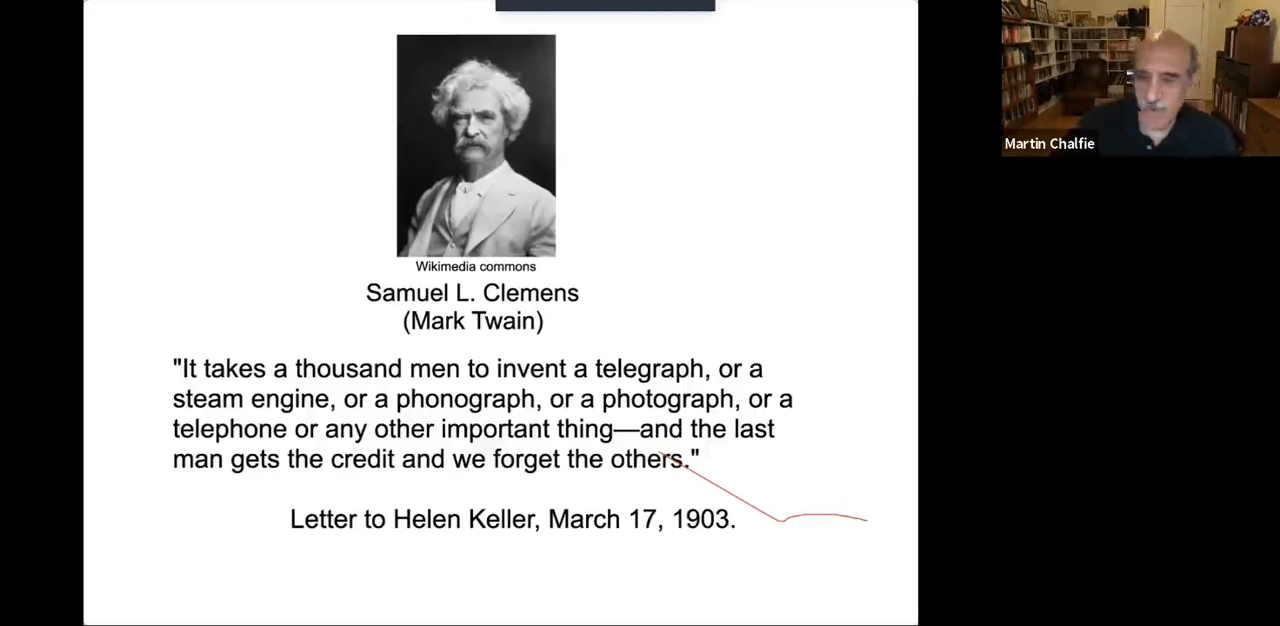 Wikimedia commons
Samuel L. Clemens
(Mark Twain)
"It takes a thousand men to invent a telegraph, or a
steam engine, or a phonograph, or a photograph, or a
telephone or any other important thing—and the last
man gets the credit and we forget the others."
Letter to Helen Keller, March 17, 1903.
Martin Chalfie